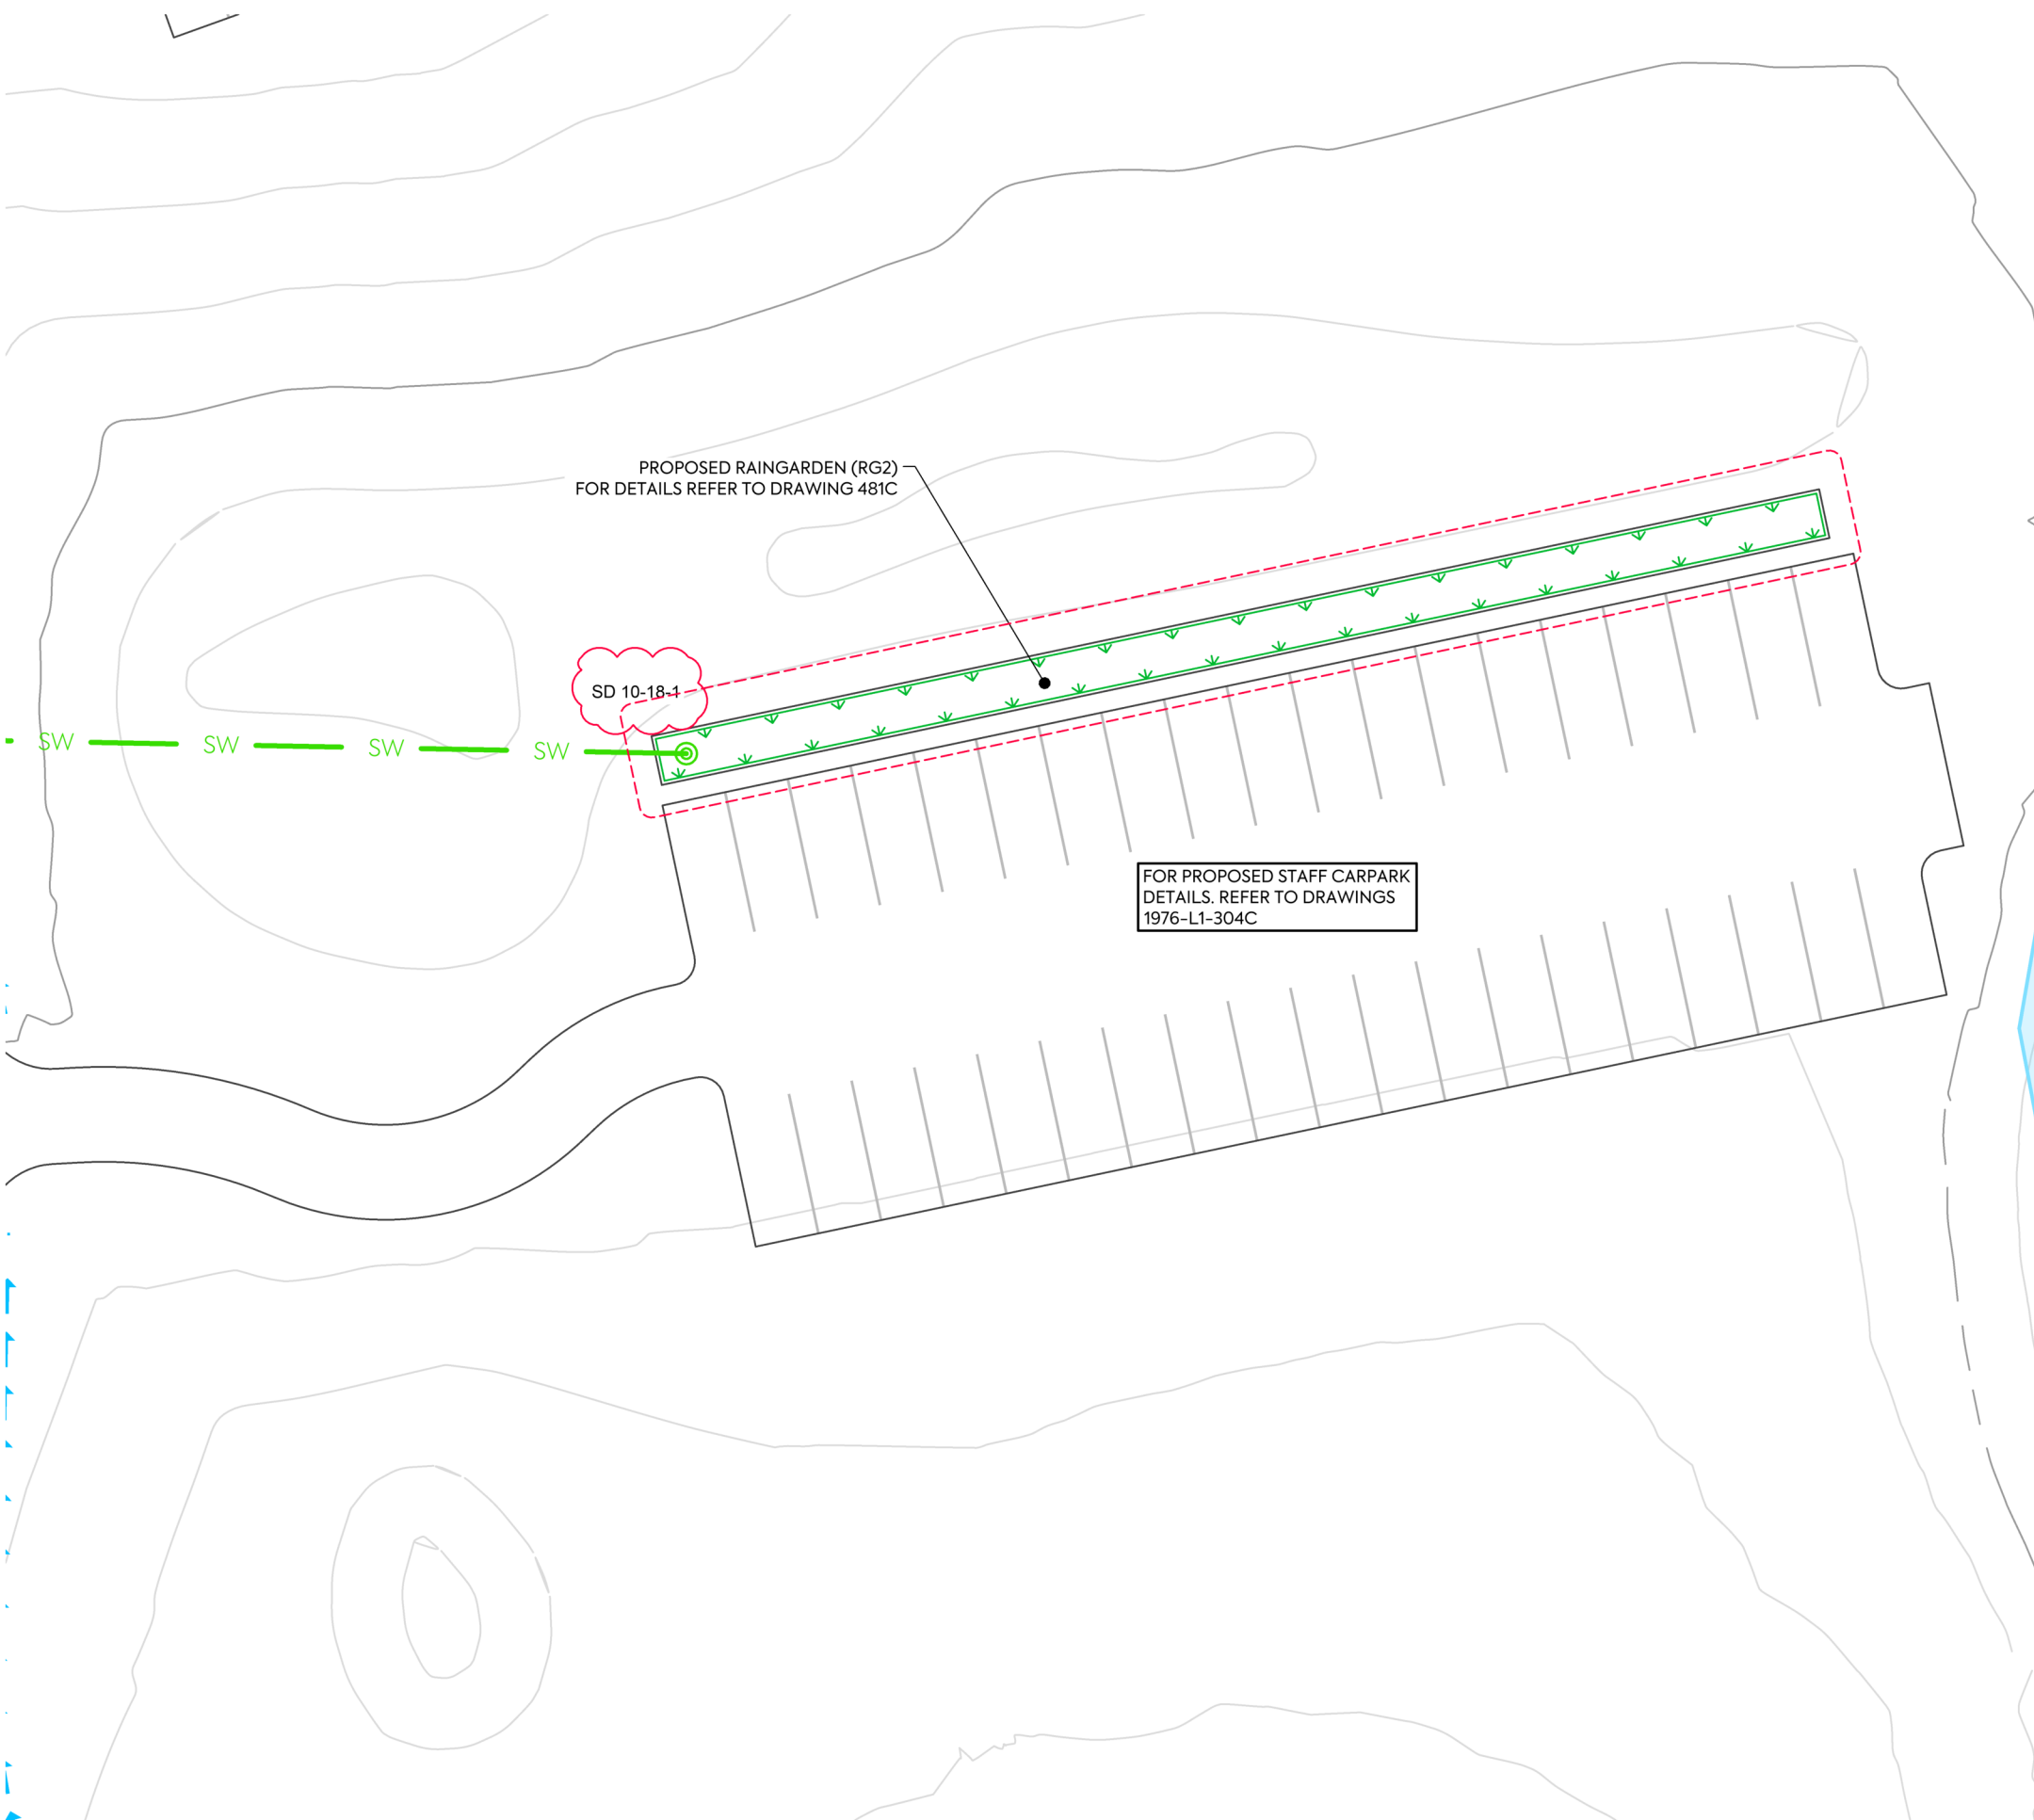 PROPOSED RAINGARDEN (RG2)
FOR DETAILS REFER TO DRAWING 481C
SD 10-18-1
SW SW SW SW
FOR PROPOSED STAFF CARPARK
DETAILS. REFER TO DRAWINGS
1976-L1-304C